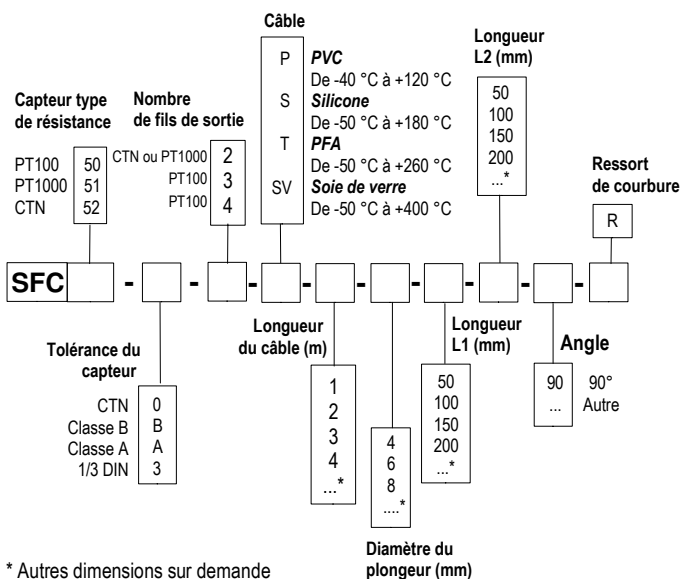 Câble
P PVC
De -40 °C à +120 °C
S Silicone
De -50 °C à +180 °C
T PFA
De -50 °C à +260 °C
SV Soie de verre
De -50 °C à +400 °C
Longueur
L2 (mm)
50
100
150
200
...*
Capteur type
de résistance
PT100 50
PT1000 51
CTN 52
Nombre
de fils de sortie
CTN ou PT1000 2
PT100 3
PT100 4
Ressort
de courbure
R
SFC - - - - - - - - -
Tolérance du
capteur
CTN 0
Classe B B
Classe A A
1/3 DIN 3
Longueur
du câble (m)
1
2
3
4
...*
4
6
8
....*
Diamètre du
plongeur (mm)
Longueur
L1 (mm)
50
100
150
200
...*
Angle
90 90°
... Autre
* Autres dimensions sur demande